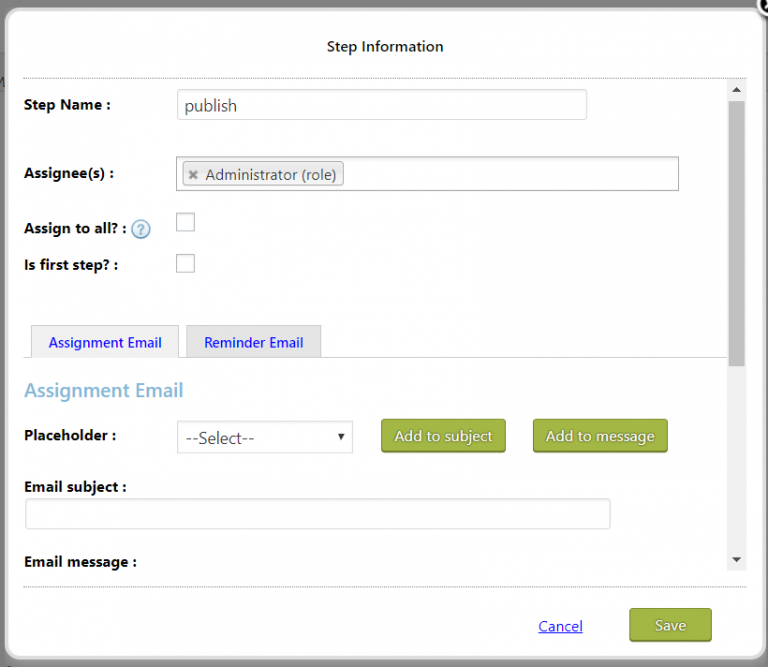 Step Information
Step Name :
publish
Assignee(s) :
Administrator (role)
Assign to all? :
?
Is first step? :
Assignment Email
Reminder Email
Assignment Email
Placeholder :
--Select--
Add to subject
Add to message
Email subject :
Email message :
Cancel
Save